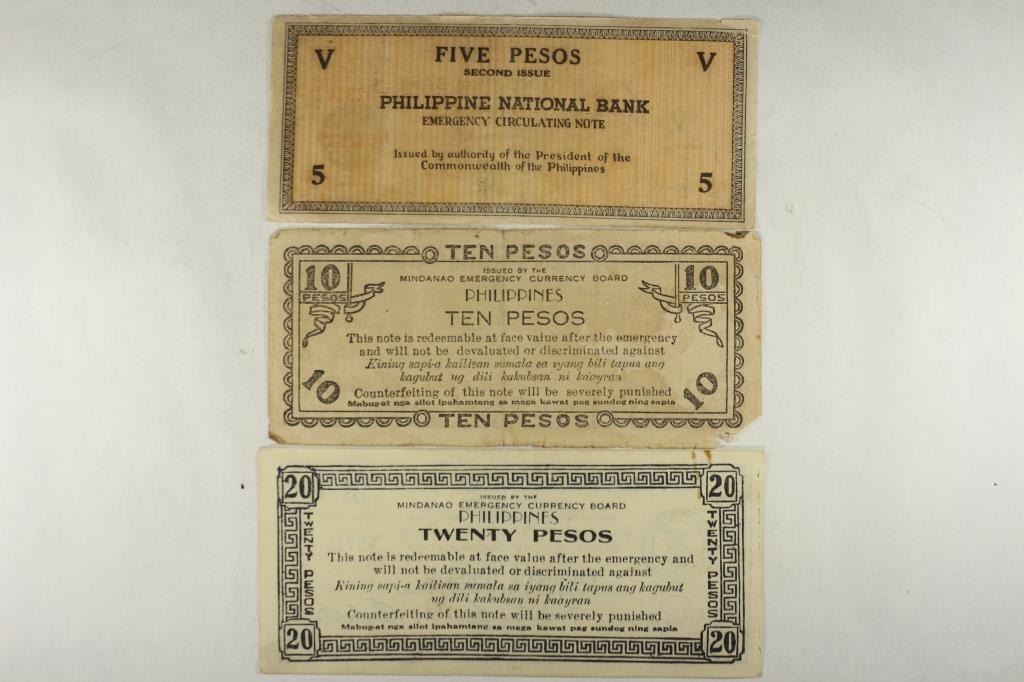 V FIVE PESOS V
SECOND ISSUE
PHILIPPINE NATIONAL BANK
EMERGENCY CIRCULATING NOTE
Issued by authority of the President of the
Commonwealth of the Philippines
5 5
TEN PESOS
10 ISSUED BY THE 10
PESOS MINDANAO EMERGENCY CURRENCY BOARD PESOS
PHILIPPINES
TEN PESOS
This note is redeemable at face value after the emergency
and will not be devaluated or discriminated against
Kining sapi-a kailisan sumala sa iyang bili tapus ang
kagubut ug dili kakubsan ni kaayran
10 Counterfeiting of this note will be severely punished 10
Mabug-at nga silot ipahamtang sa maga kawat pag sundog ning sapia
TEN PESOS
20 20
ISSUED BY THE
MINDANAO EMERGENCY CURRENCY BOARD
PHILIPPINES
TWENTY PESOS
This note is redeemable at face value after the emergency and
will not be devaluated or discriminated against
Kining sapi-a kailisan sumala sa iyang bili tapus ang kagubut
ug dili kakubsan ni kaayran
Counterfeiting of this note will be severely punished
Mabug-at nga silot ipahamtang sa maga kawat pag sundog ning sapia
TWENTY PESOS
TWENTY PESOS
20 20